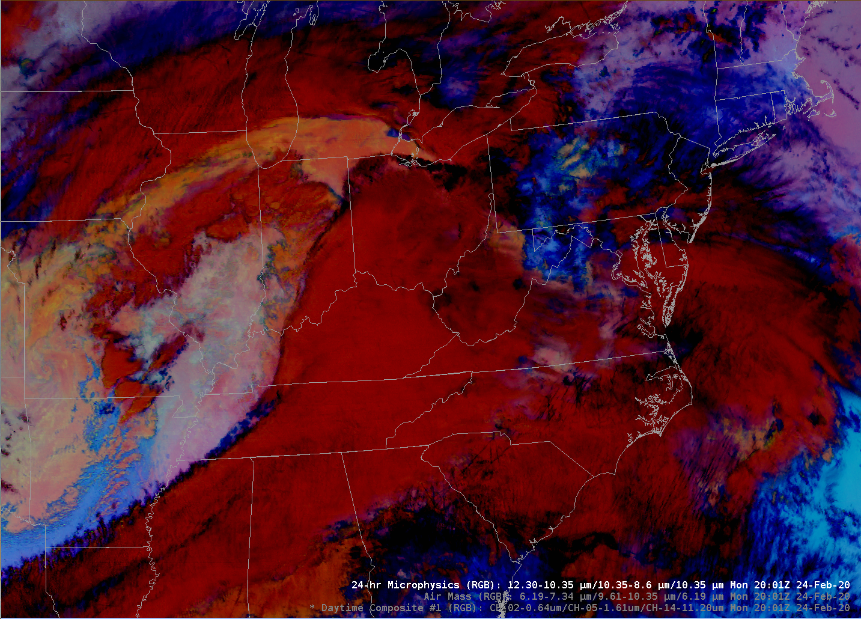 24-hr Microphysics (RGB): 12.30-10.35 µm/10.35-8.6 µm/10.35 µm Mon 20:01Z 24-Feb-20
Air Mass (RGB): 6.19-7.34 µm/9.61-10.35 µm/6.19 µm Mon 20:01Z 24-Feb-20
* Daytime Composite #1 (RGB): CH-02-0.64um/CH-05-1.61um/CH-14-11.20um Mon 20:01Z 24-Feb-20